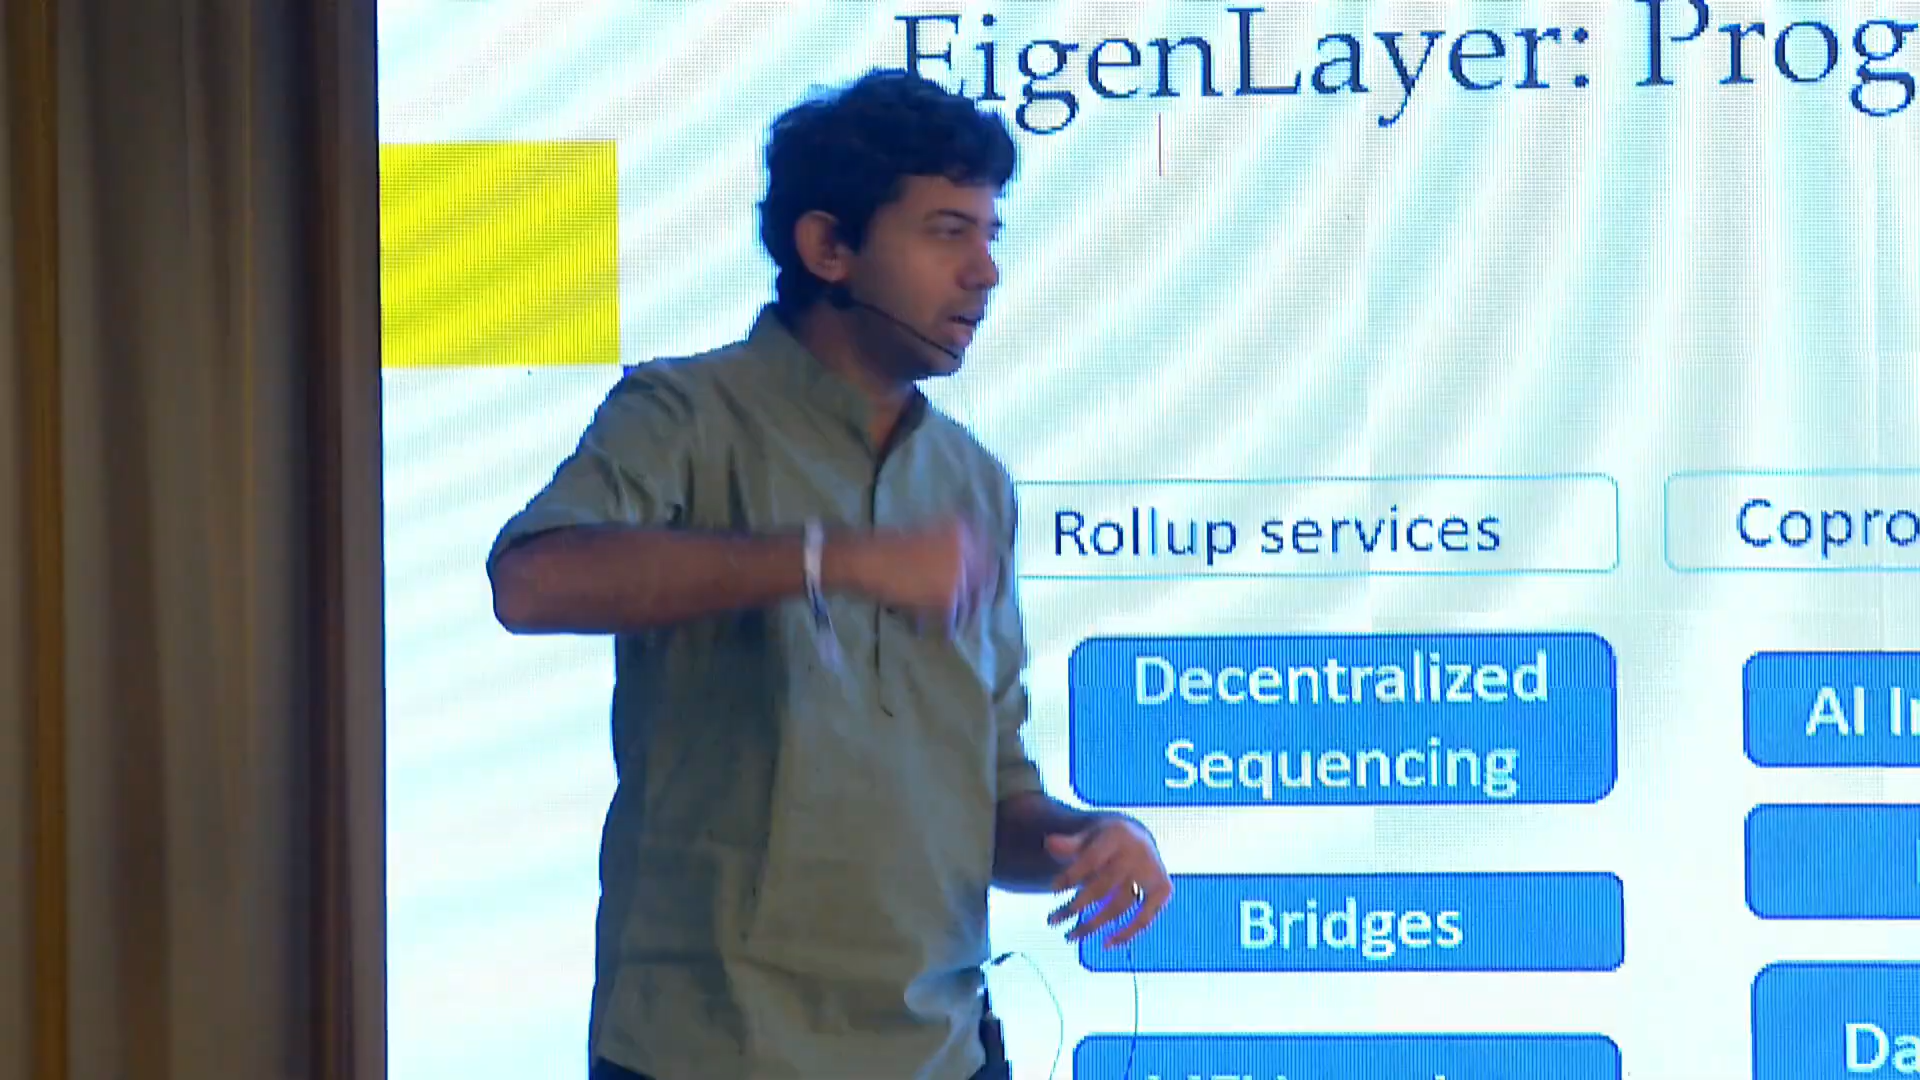 EigenLayer: Prog
Rollup services
Copro
Decentralized
Sequencing
AI
Bridges
Da